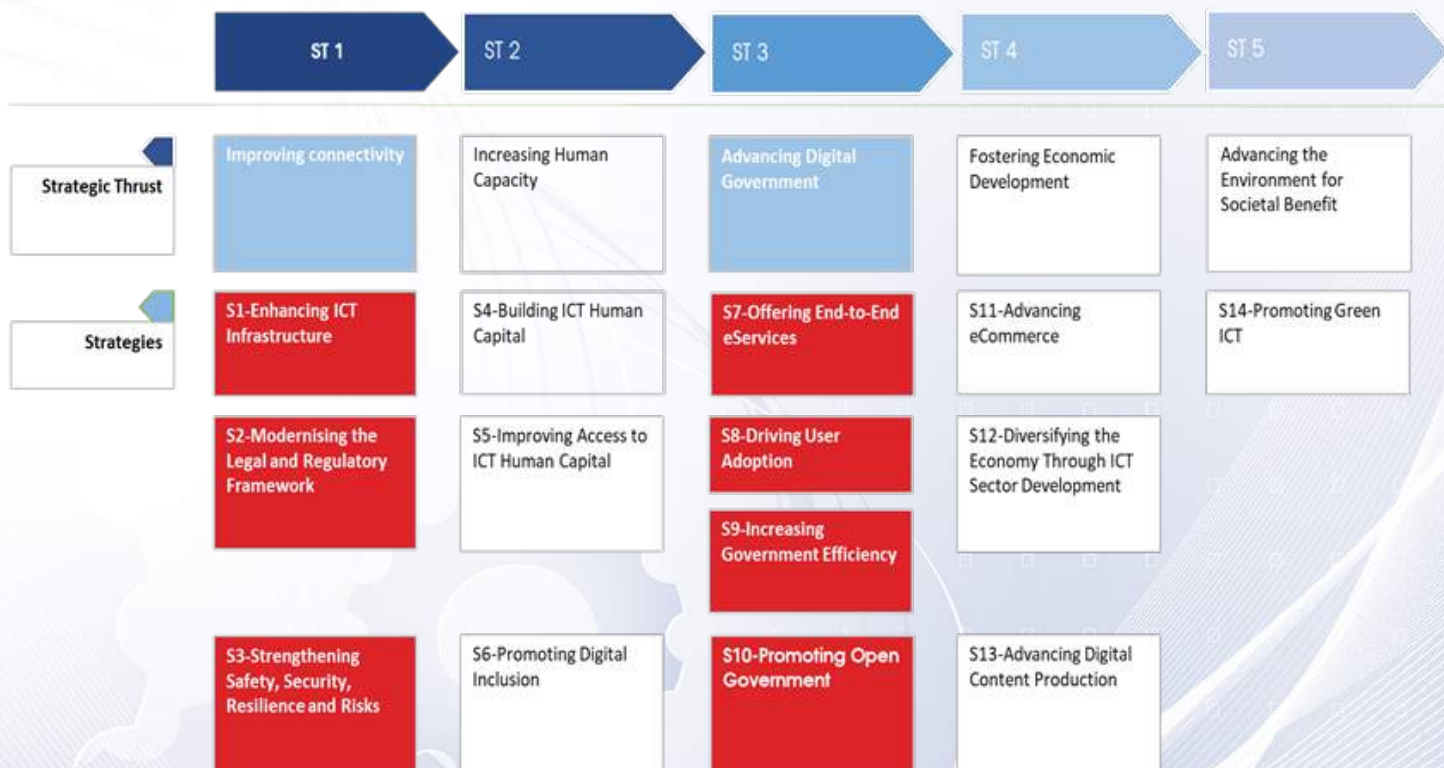 ST 1
ST 2
ST 3
ST 4
ST 5
Strategic Thrust
Improving connectivity
Increasing Human
Capacity
Advancing Digital
Government
Fostering Economic
Development
Advancing the
Environment for
Societal Benefit
Strategies
S1-Enhancing ICT
Infrastructure
S4-Building ICT Human
Capital
S7-Offering End-to-End
eServices
S11-Advancing
eCommerce
S14-Promoting Green
ICT
S2-Modernising the
Legal and Regulatory
Framework
S5-Improving Access to
ICT Human Capital
S8-Driving User
Adoption
S9-Increasing
Government Efficiency
S12-Diversifying the
Economy Through ICT
Sector Development
S3-Strengthening
Safety, Security,
Resilience and Risks
S6-Promoting Digital
Inclusion
S10-Promoting Open
Government
S13-Advancing Digital
Content Production